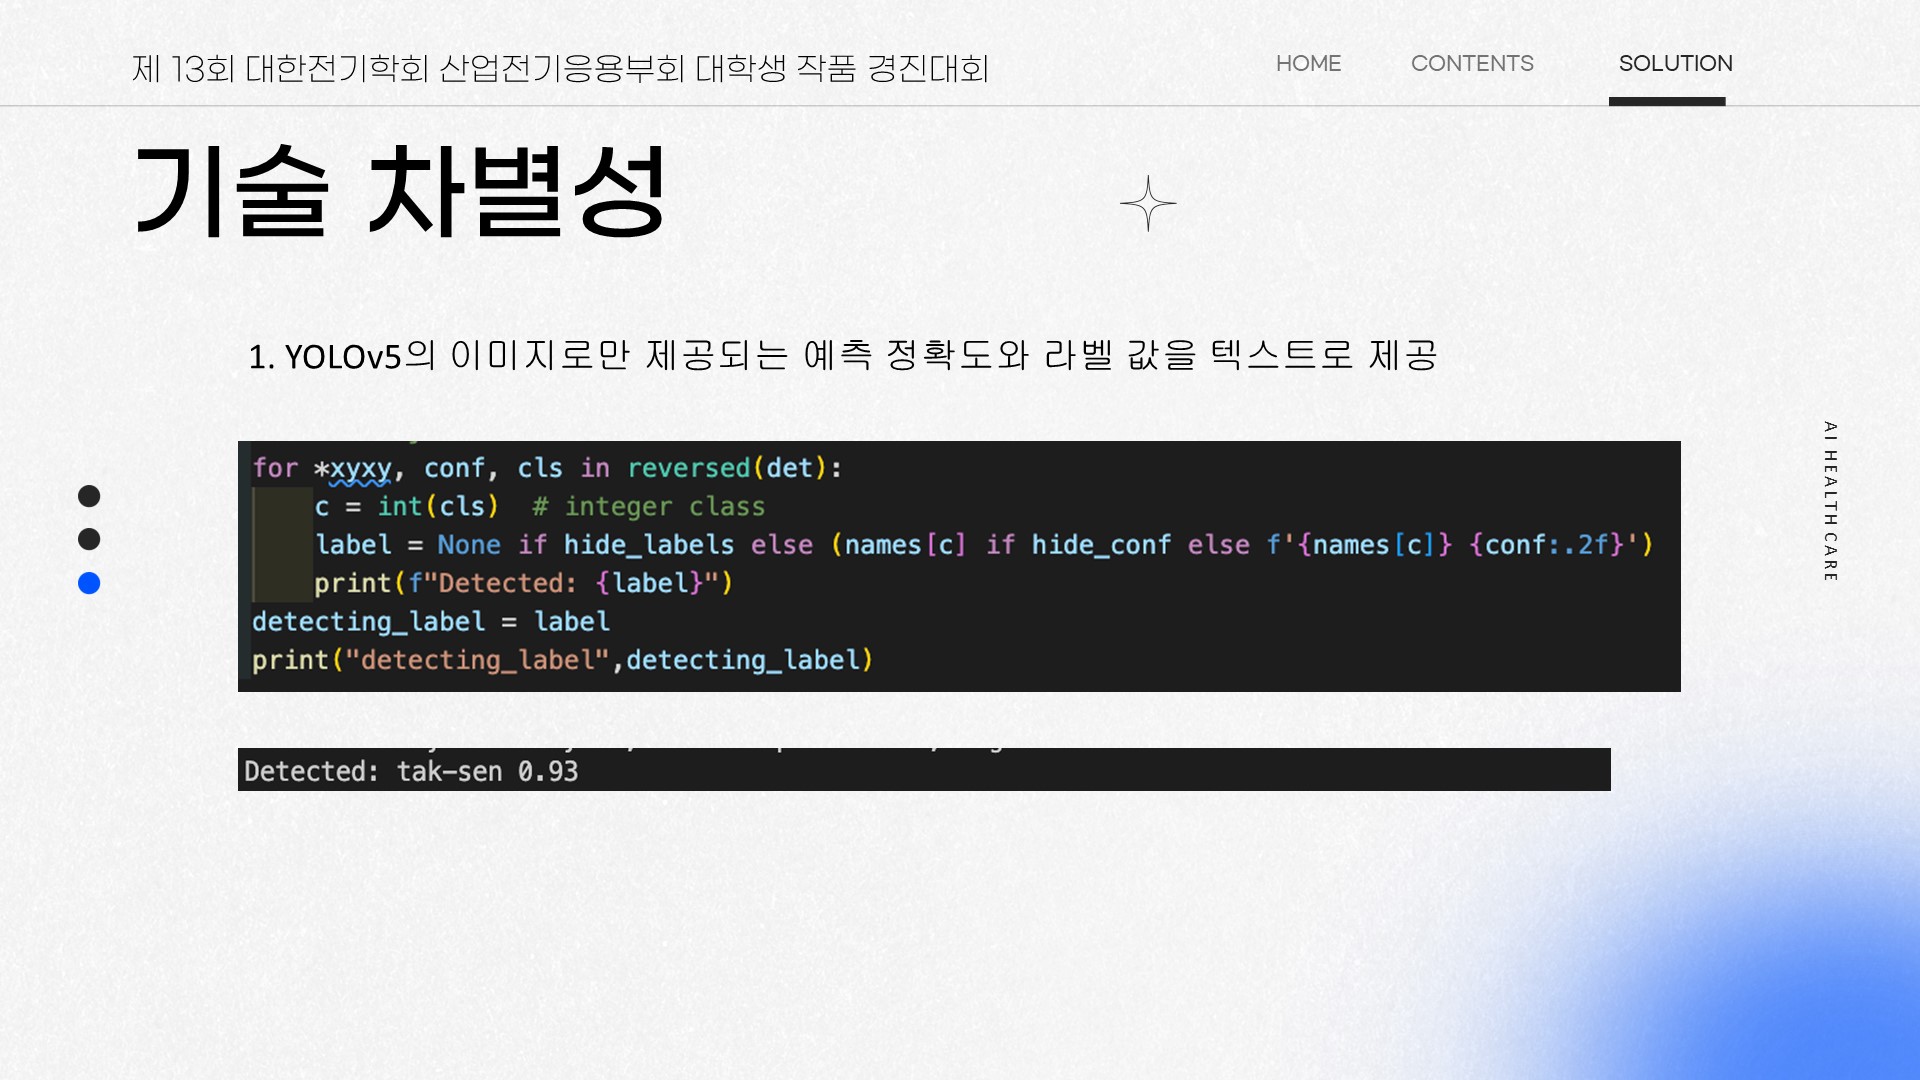 제 13회 대한전기학회 산업전기응용부회 대학생 작품 경진대회
HOME CONTENTS SOLUTION
기술 차별성
1. YOLOv5의 이미지로만 제공되는 예측 정확도와 라벨 값을 텍스트로 제공
for *xyxy, conf, cls in reversed(det):
    c = int(cls)  # integer class
    label = None if hide_labels else (names[c] if hide_conf else f'{names[c]} {conf:.2f}')
    print(f"Detected: {label}")
detecting_label = label
print("detecting_label",detecting_label)
Detected: tak-sen 0.93
AI HEALTH CARE